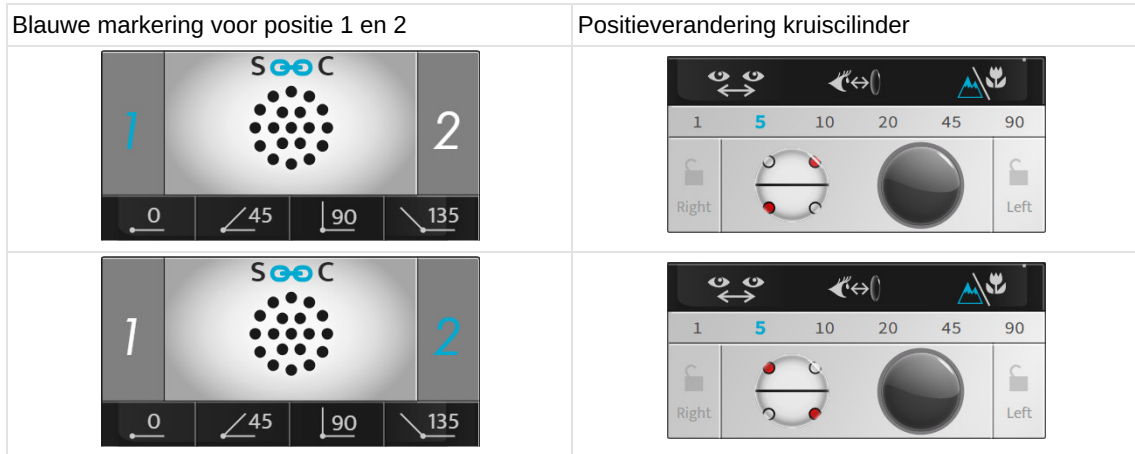 Blauwe markering voor positie 1 en 2
Positieverandering kruiscilinder
S C
1 2
0 45 90 135
1 5 10 20 45 90
Right Left
S C
1 2
0 45 90 135
1 5 10 20 45 90
Right Left